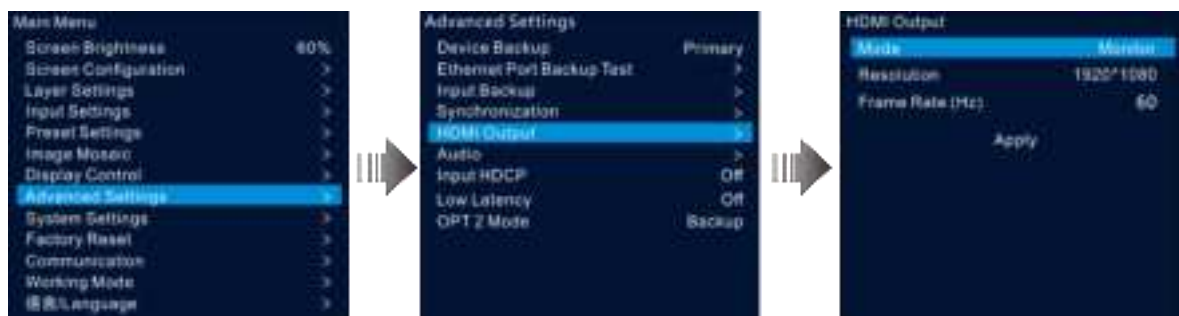 Main Menu
Screen Brightness 60%
Screen Configuration >
Layer Settings >
Input Settings >
Preset Settings >
Image Mosaic >
Display Control >
Advanced Settings >
System Settings >
Factory Reset >
Communication >
Working Mode >
语言/Language >
Advanced Settings
Device Backup Primary
Ethernet Port Backup Test >
Input Backup >
Synchronization >
HDMI Output >
Audio >
Input HDCP Off
Low Latency Off
OPT 2 Mode Backup
HDMI Output
Mode Monitor
Resolution 1920*1080
Frame Rate (Hz) 60
Apply